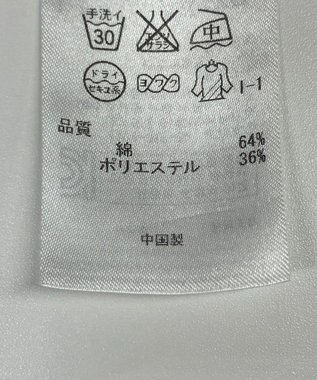 手洗イ
30
エンソ
サラシ
中
ドライ
セキユ系
ヨワク
I-1
品質
綿 64%
ポリエステル 36%
中国製